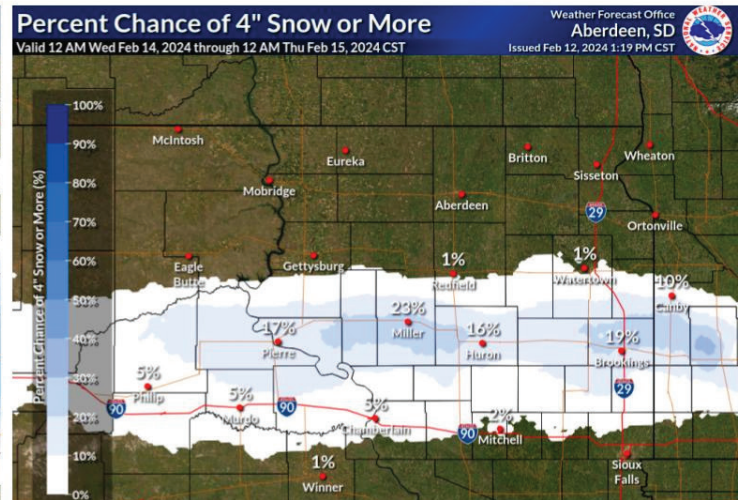 Percent Chance of 4" Snow or More
Valid 12 AM Wed Feb 14, 2024 through 12 AM Thu Feb 15, 2024 CST
Weather Forecast Office
Aberdeen, SD
Issued Feb 12, 2024 1:19 PM CST
Percent Chance of 4" Snow or More (%)
100%
90%
80%
70%
60%
50%
40%
30%
20%
10%
0%
McIntosh
Eureka
Britton
Wheaton
Sisseton
Mobridge
Aberdeen
29
Ortonville
Eagle
Butte
Gettysburg
1%
Redfield
1%
Watertown
10%
Canby
23%
Miller
17%
Pierre
16%
Huron
19%
Brookings
5%
Philip
29
90
5%
Murdo
90
5%
Chamberlain
90
2%
Mitchell
1%
Winner
Sioux
Falls